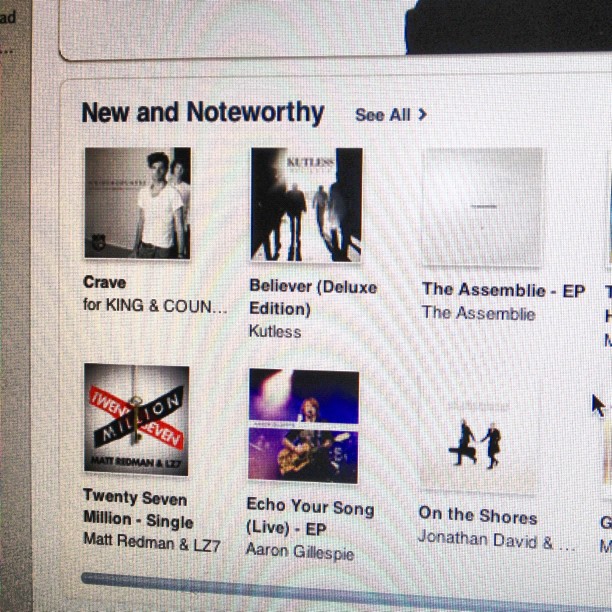 ad
...
New and Noteworthy See All >
KUTLESS
Crave
for KING & COUN...
Believer (Deluxe
Edition)
Kutless
The Assemblie - EP
The Assemblie
T
H
M
TWENTY SEVEN
MILLION
MATT REDMAN & LZ7
Twenty Seven
Million - Single
Matt Redman & LZ7
Echo Your Song
(Live) - EP
Aaron Gillespie
On the Shores
Jonathan David & ...
G
M